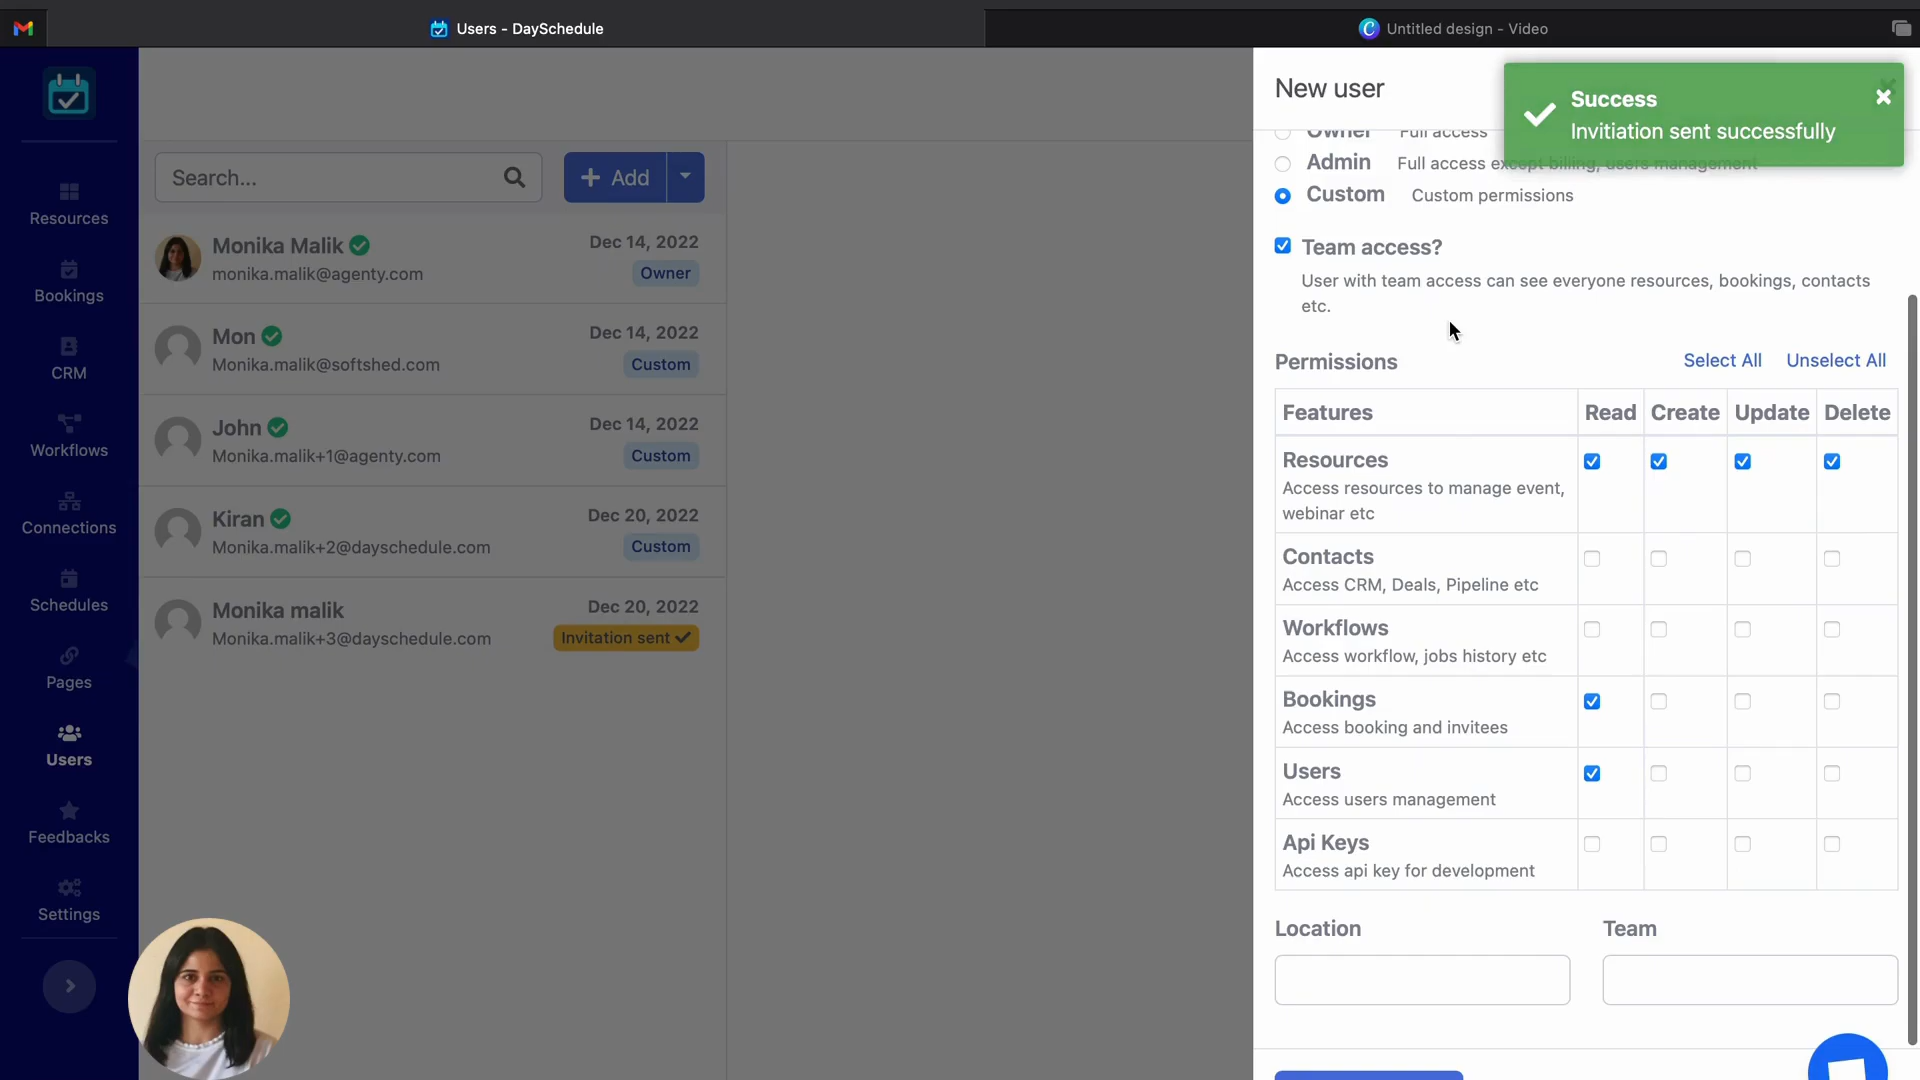 Users - DaySchedule
Untitled design - Video
Resources
Bookings
CRM
Workflows
Connections
Schedules
Pages
Users
Feedbacks
Settings
Search...
+ Add
Monika Malik
Dec 14, 2022
monika.malik@agenty.com
Owner
Mon
Dec 14, 2022
Monika.malik@softshed.com
Custom
John
Dec 14, 2022
Monika.malik+1@agenty.com
Custom
Kiran
Dec 20, 2022
Monika.malik+2@dayschedule.com
Custom
Monika malik
Dec 20, 2022
Monika.malik+3@dayschedule.com
Invitation sent
New user
Success
Invitiation sent successfully
Owner Full access
Admin Full access except billing, users management
Custom Custom permissions
Team access?
User with team access can see everyone resources, bookings, contacts
etc.
Permissions
Select All Unselect All
Features Read Create Update Delete
Resources
Access resources to manage event,
webinar etc
Contacts
Access CRM, Deals, Pipeline etc
Workflows
Access workflow, jobs history etc
Bookings
Access booking and invitees
Users
Access users management
Api Keys
Access api key for development
Location
Team